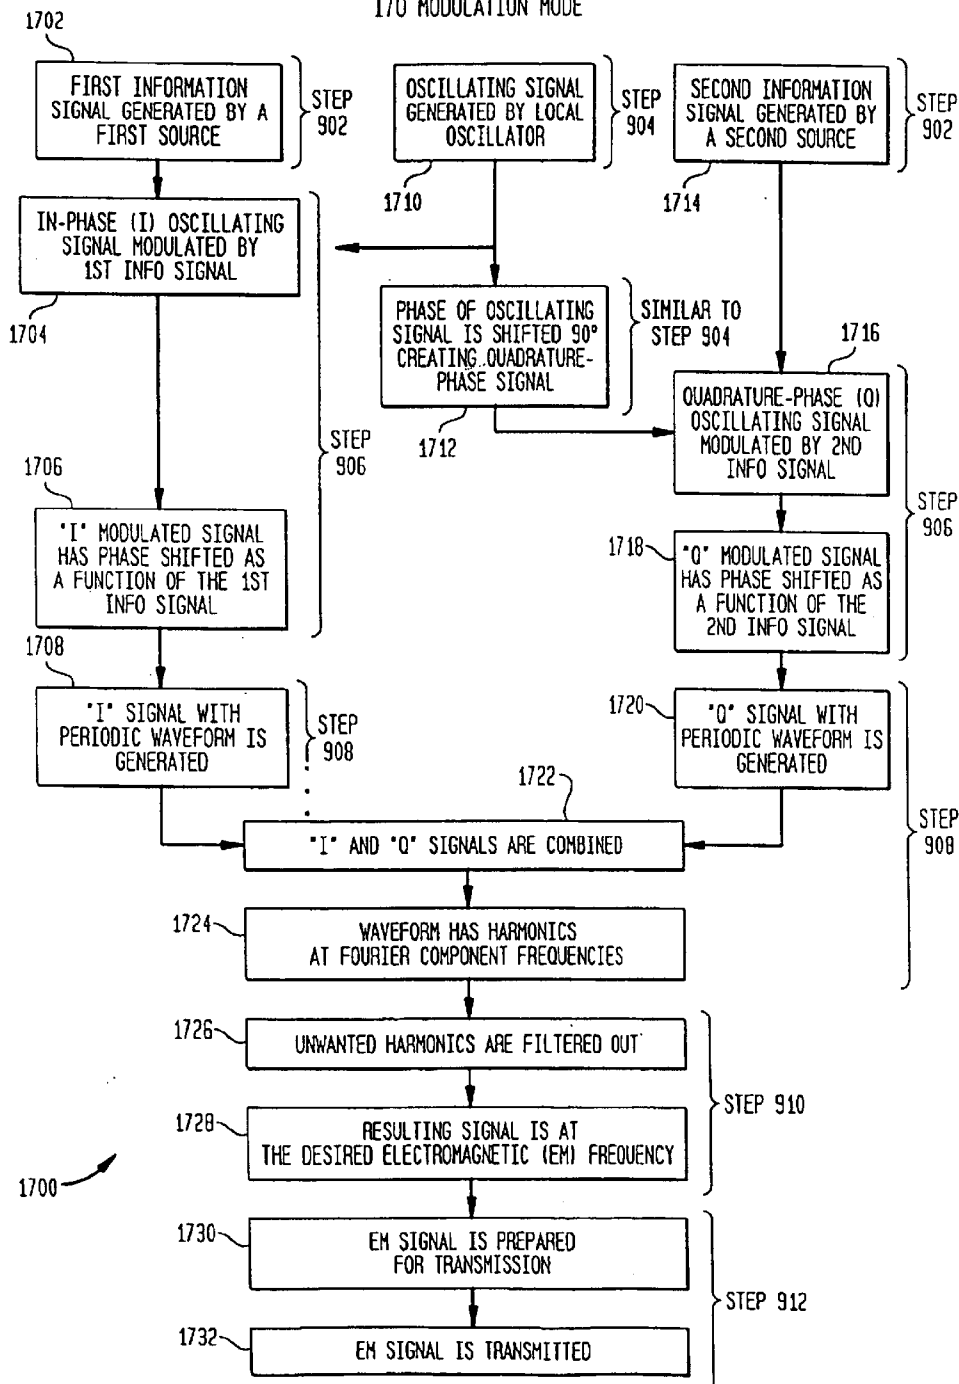 I/Q MODULATION MODE
1702
FIRST INFORMATION
SIGNAL GENERATED BY A
FIRST SOURCE
STEP
902
OSCILLATING SIGNAL
GENERATED BY LOCAL
OSCILLATOR
STEP
904
1710
SECOND INFORMATION
SIGNAL GENERATED BY
A SECOND SOURCE
STEP
902
1714
IN-PHASE (I) OSCILLATING
SIGNAL MODULATED BY
1ST INFO SIGNAL
1704
PHASE OF OSCILLATING
SIGNAL IS SHIFTED 90°
CREATING QUADRATURE-
PHASE SIGNAL
SIMILAR TO
STEP 904
1712
1716
QUADRATURE-PHASE (Q)
OSCILLATING SIGNAL
MODULATED BY 2ND
INFO SIGNAL
STEP
906
1706
"I" MODULATED SIGNAL
HAS PHASE SHIFTED AS
A FUNCTION OF THE 1ST
INFO SIGNAL
STEP
906
1718
"Q" MODULATED SIGNAL
HAS PHASE SHIFTED AS
A FUNCTION OF THE
2ND INFO SIGNAL
1708
"I" SIGNAL WITH
PERIODIC WAVEFORM IS
GENERATED
STEP
908
1720
"Q" SIGNAL WITH
PERIODIC WAVEFORM IS
GENERATED
STEP
908
1722
"I" AND "Q" SIGNALS ARE COMBINED
1724
WAVEFORM HAS HARMONICS
AT FOURIER COMPONENT FREQUENCIES
1726
UNWANTED HARMONICS ARE FILTERED OUT
STEP 910
1728
RESULTING SIGNAL IS AT
THE DESIRED ELECTROMAGNETIC (EM) FREQUENCY
1700
1730
EM SIGNAL IS PREPARED
FOR TRANSMISSION
STEP 912
1732
EM SIGNAL IS TRANSMITTED